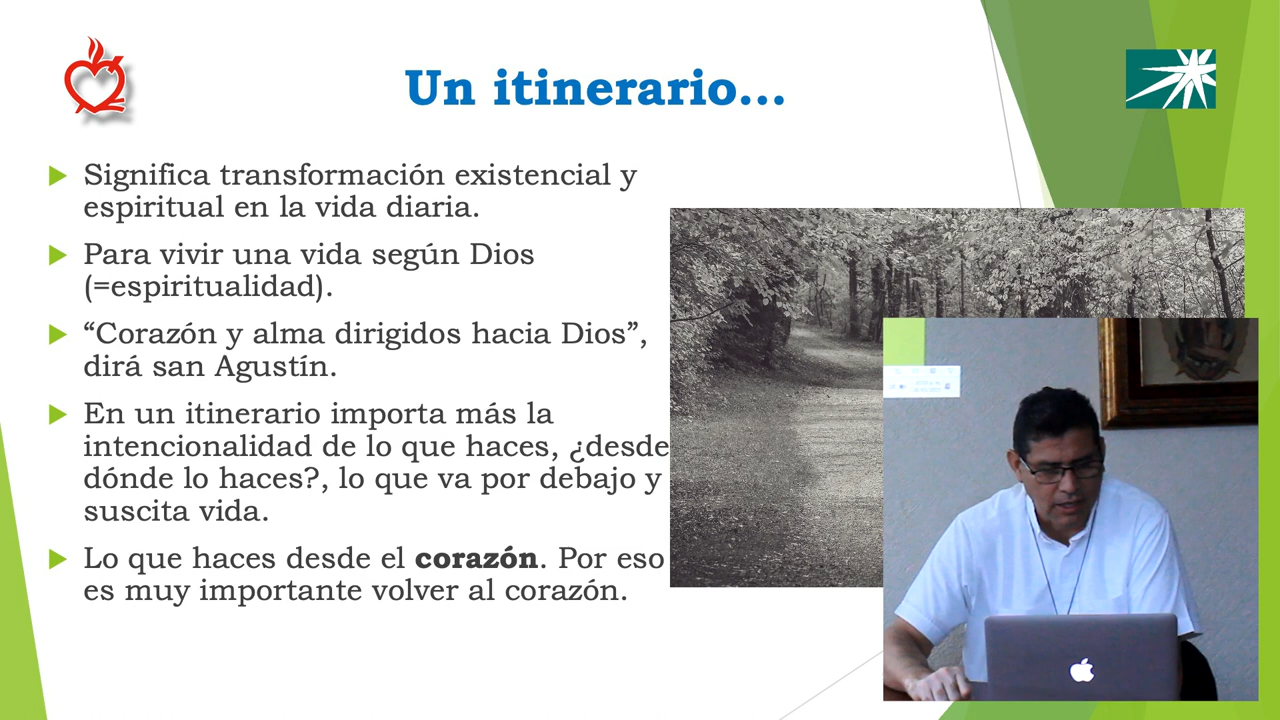 Un itinerario...
Significa transformación existencial y
espiritual en la vida diaria.
Para vivir una vida según Dios
(=espiritualidad).
“Corazón y alma dirigidos hacia Dios”,
dirá san Agustín.
En un itinerario importa más la
intencionalidad de lo que haces, ¿desde
dónde lo haces?, lo que va por debajo y
suscita vida.
Lo que haces desde el corazón. Por eso
es muy importante volver al corazón.